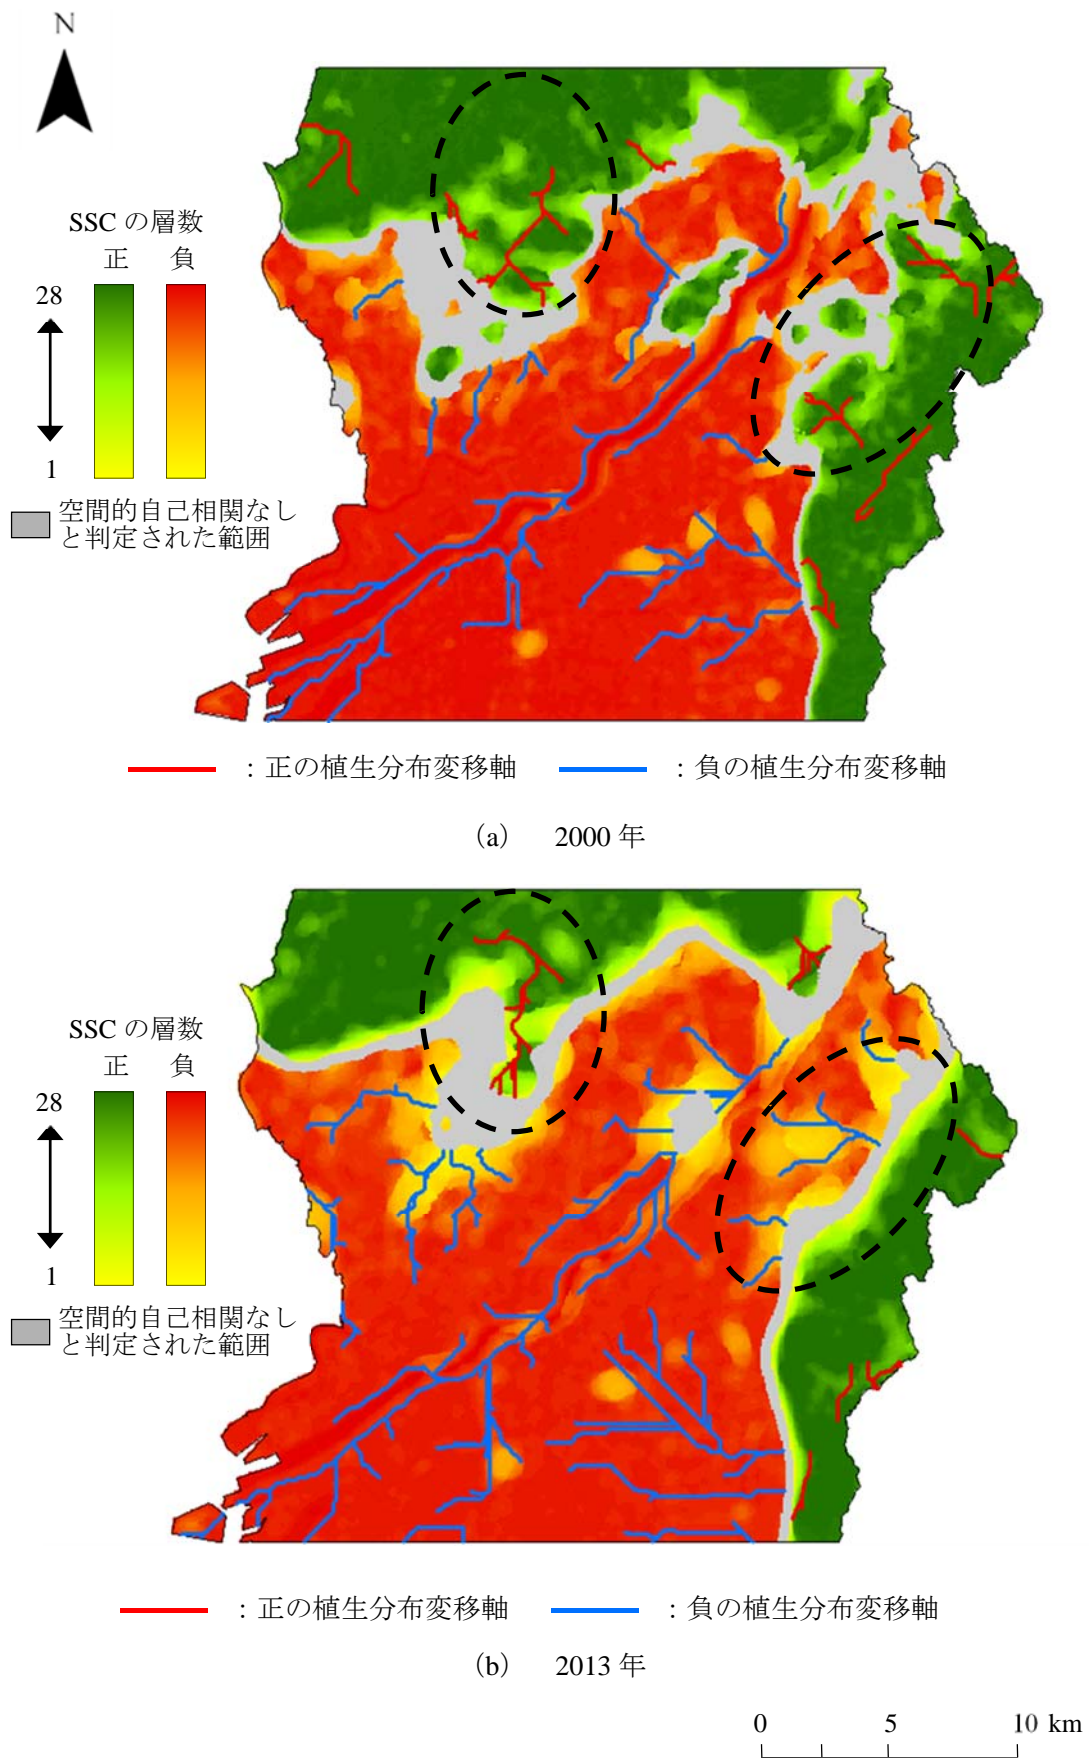 N
SSC の層数
正 負
28
1
空間的自己相関なし
と判定された範囲
：正の植生分布変移軸 ：負の植生分布変移軸
(a) 2000 年
SSC の層数
正 負
28
1
空間的自己相関なし
と判定された範囲
：正の植生分布変移軸 ：負の植生分布変移軸
(b) 2013 年
0 5 10 km